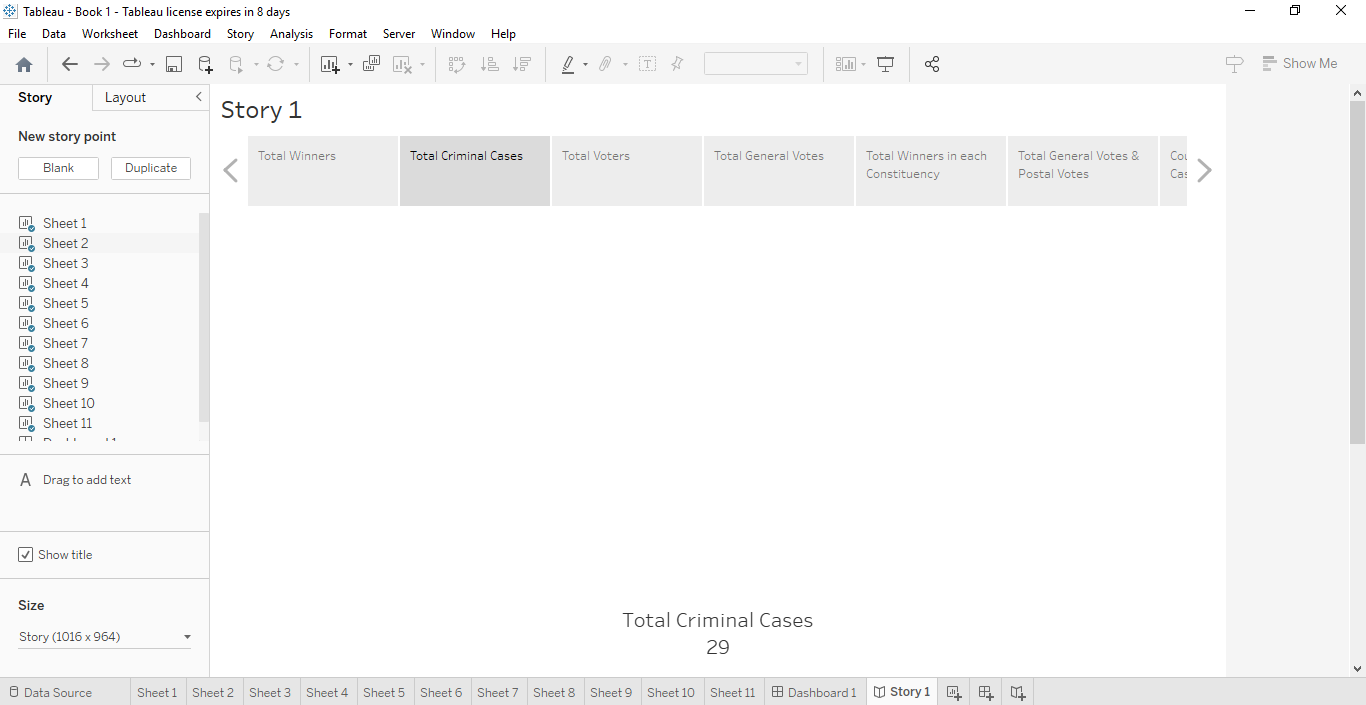 Tableau - Book 1 - Tableau license expires in 8 days
File Data Worksheet Dashboard Story Analysis Format Server Window Help
Show Me
Story Layout
New story point
Blank Duplicate
Sheet 1
Sheet 2
Sheet 3
Sheet 4
Sheet 5
Sheet 6
Sheet 7
Sheet 8
Sheet 9
Sheet 10
Sheet 11
A Drag to add text
Show title
Size
Story (1016 x 964)
Story 1
Total Winners
Total Criminal Cases
Total Voters
Total General Votes
Total Winners in each
Constituency
Total General Votes &
Postal Votes
Total Criminal Cases
29
Data Source Sheet 1 Sheet 2 Sheet 3 Sheet 4 Sheet 5 Sheet 6 Sheet 7 Sheet 8 Sheet 9 Sheet 10 Sheet 11 Dashboard 1 Story 1